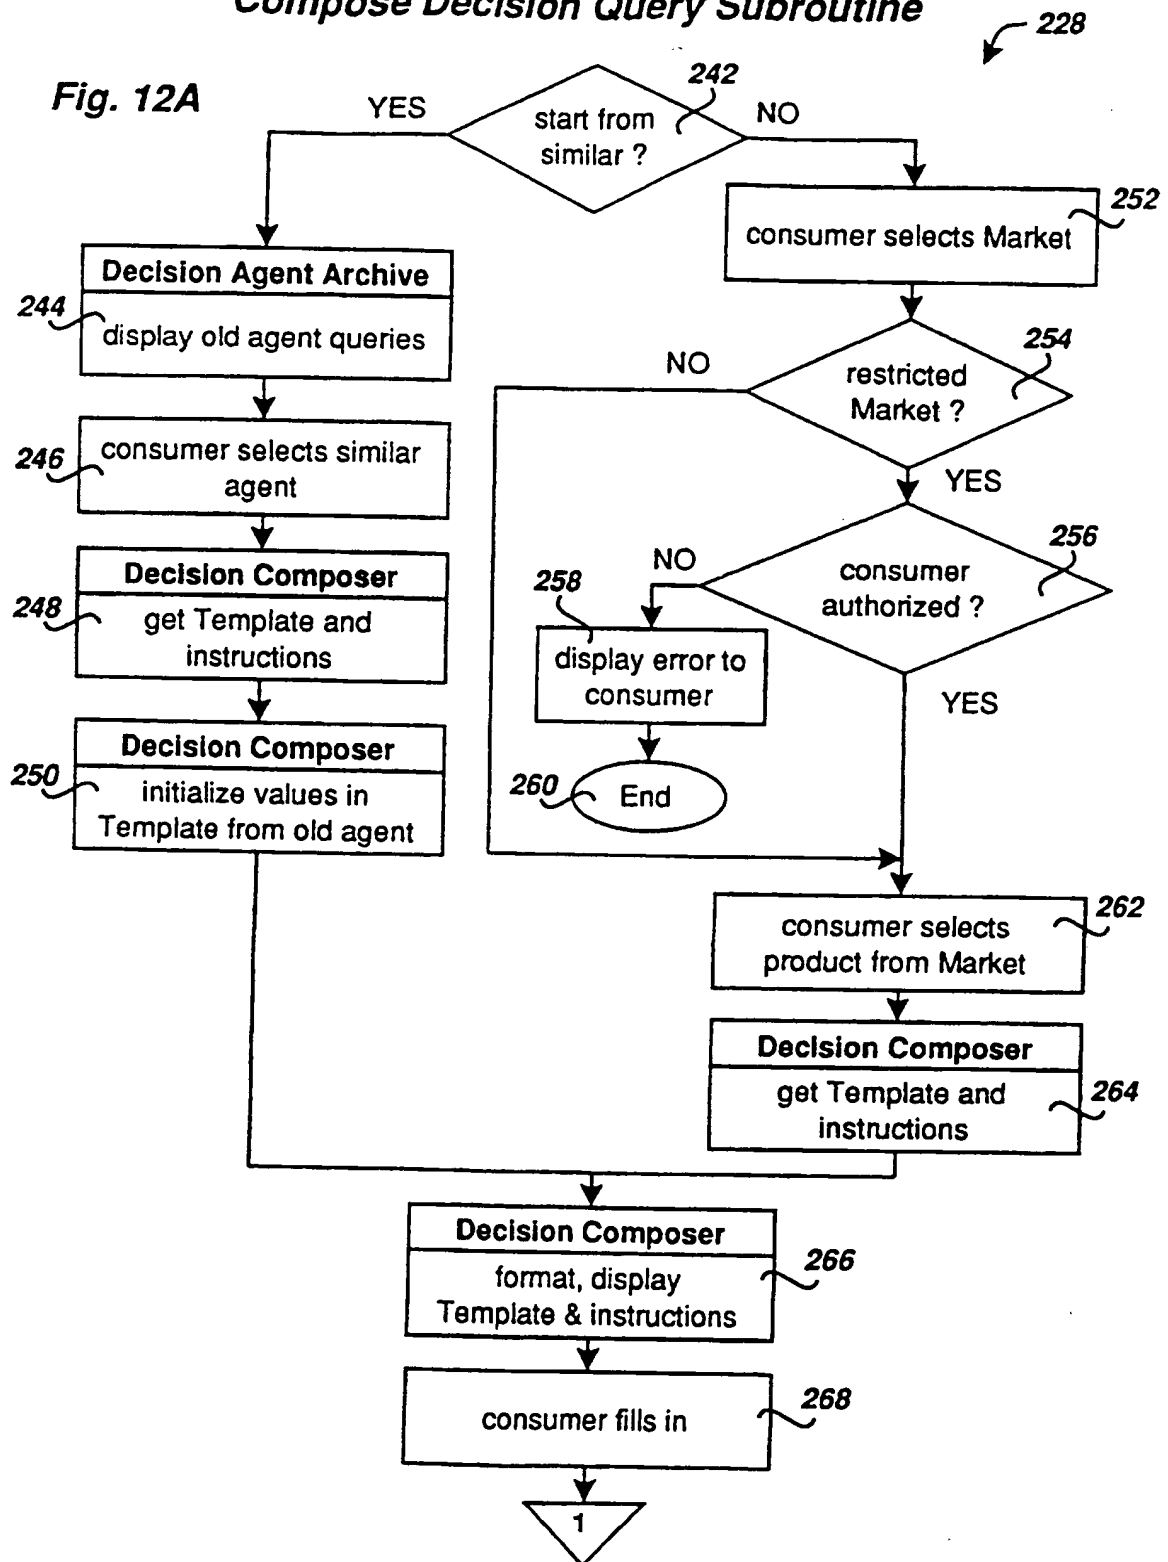 Compose Decision Query Subroutine
228
Fig. 12A
242
YES
start from
similar ?
NO
252
consumer selects Market
Decision Agent Archive
244
display old agent queries
254
NO
restricted
Market ?
YES
246
consumer selects similar
agent
256
NO
consumer
authorized ?
258
Decision Composer
248
get Template and
instructions
display error to
consumer
YES
Decision Composer
250
initialize values in
Template from old agent
260
End
262
consumer selects
product from Market
Decision Composer
264
get Template and
instructions
Decision Composer
266
format, display
Template & instructions
268
consumer fills in
1